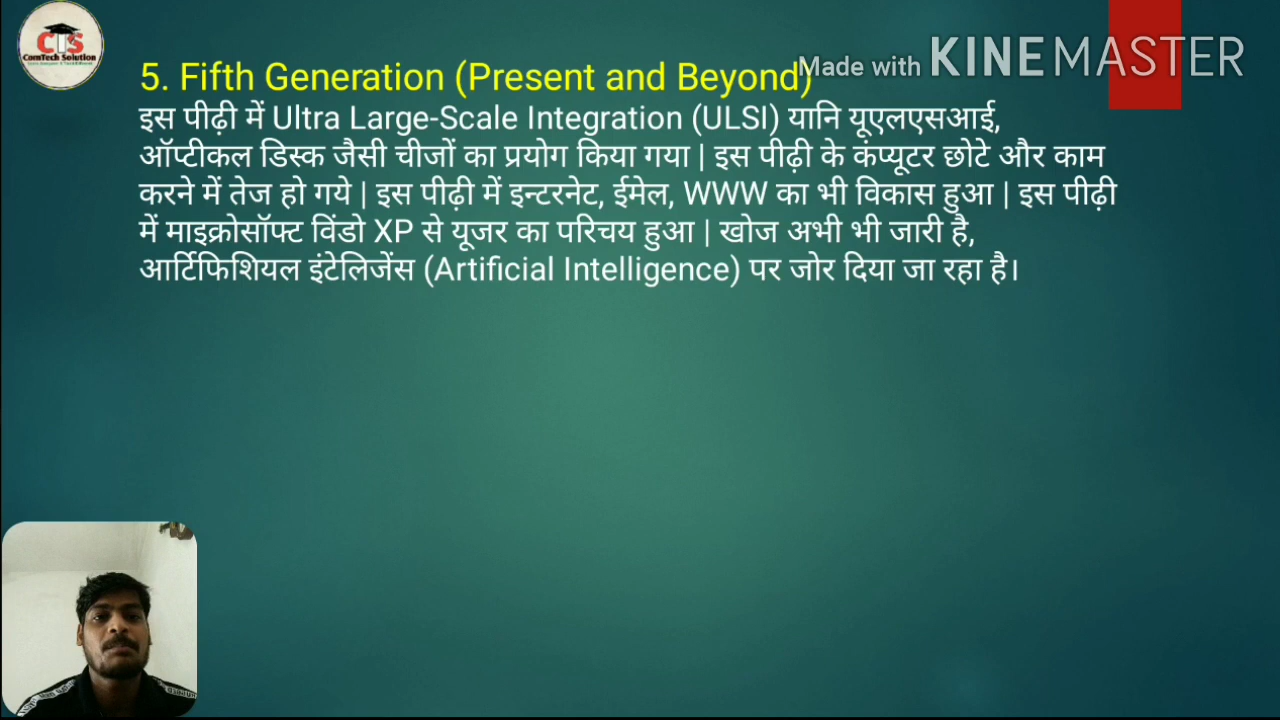 CTS
ComTech Solution
Made with KINEMASTER
5. Fifth Generation (Present and Beyond)
इस पीढ़ी में Ultra Large-Scale Integration (ULSI) यानि यूएलएसआई,
ऑप्टीकल डिस्क जैसी चीजों का प्रयोग किया गया | इस पीढ़ी के कंप्यूटर छोटे और काम
करने में तेज हो गये | इस पीढ़ी में इन्टरनेट, ईमेल, WWW का भी विकास हुआ | इस पीढ़ी
में माइक्रोसॉफ्ट विंडो XP से यूजर का परिचय हुआ | खोज अभी भी जारी है,
आर्टिफिशियल इंटेलिजेंस (Artificial Intelligence) पर जोर दिया जा रहा है।